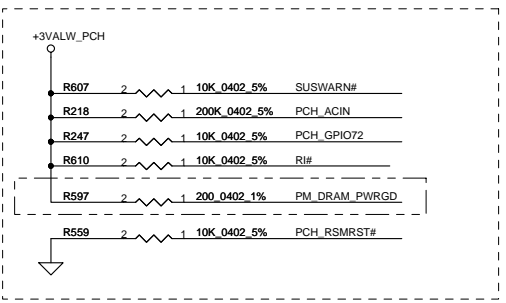 +3VALW_PCH
R607 2 1 10K_0402_5% SUSWARN#
R218 2 1 200K_0402_5% PCH_ACIN
R247 2 1 10K_0402_5% PCH_GPIO72
R610 2 1 10K_0402_5% RI#
R597 2 1 200_0402_1% PM_DRAM_PWRGD
R559 2 1 10K_0402_5% PCH_RSMRST#